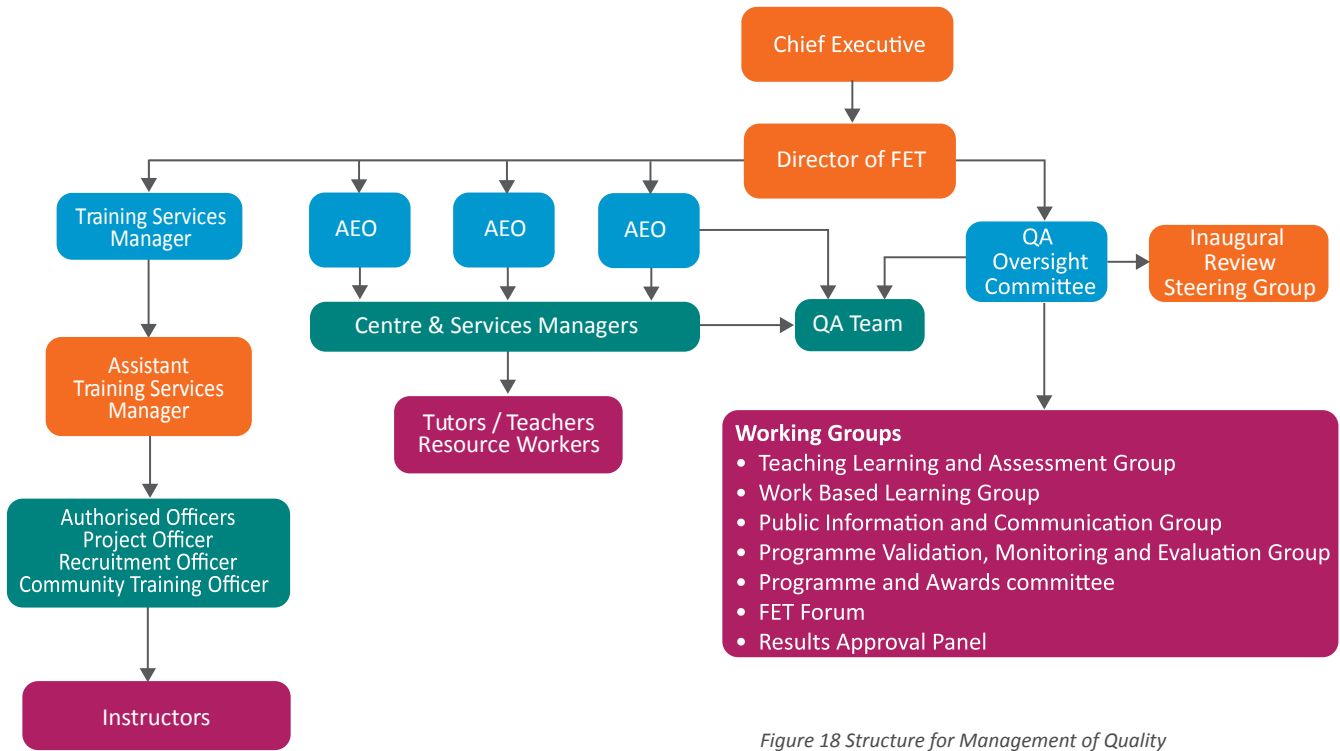 Chief Executive
Director of FET
Training Services
Manager
AEO
AEO
AEO
QA
Oversight
Committee
Inaugural
Review
Steering Group
Centre & Services Managers
QA Team
Assistant
Training Services
Manager
Tutors / Teachers
Resource Workers
Working Groups
• Teaching Learning and Assessment Group
• Work Based Learning Group
• Public Information and Communication Group
• Programme Validation, Monitoring and Evaluation Group
• Programme and Awards committee
• FET Forum
• Results Approval Panel
Authorised Officers
Project Officer
Recruitment Officer
Community Training Officer
Instructors
Figure 18 Structure for Management of Quality